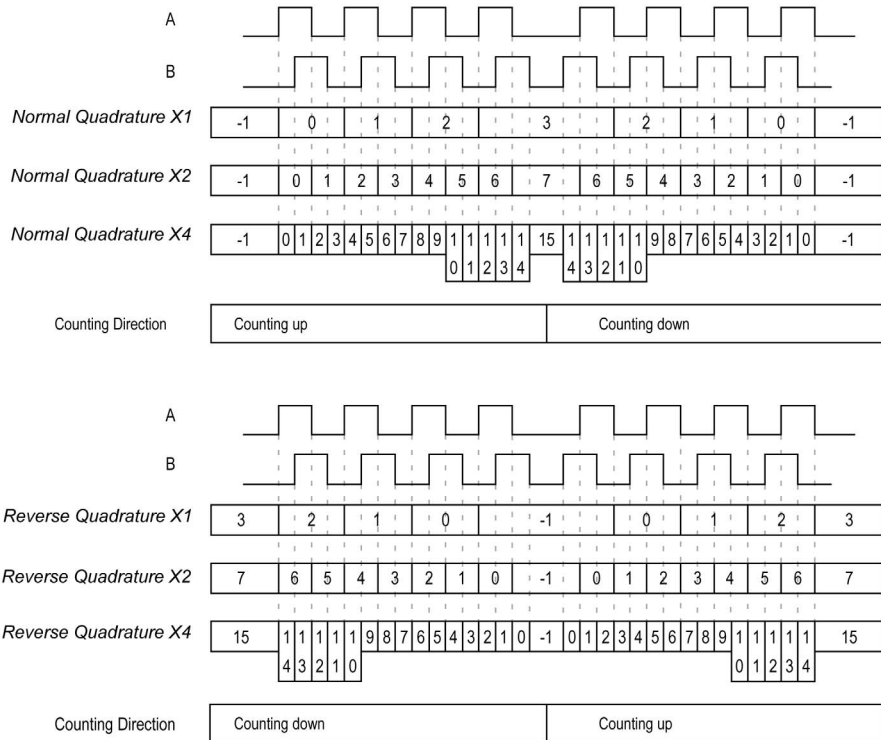 A
B
Normal Quadrature X1 -1 0 1 2 3 2 1 0 -1
Normal Quadrature X2 -1 0 1 2 3 4 5 6 7 6 5 4 3 2 1 0 -1
Normal Quadrature X4 -1 0 1 2 3 4 5 6 7 8 9 10 11 12 13 14 15 14 13 12 11 10 9 8 7 6 5 4 3 2 1 0 -1
Counting Direction Counting up Counting down
A
B
Reverse Quadrature X1 3 2 1 0 -1 0 1 2 3
Reverse Quadrature X2 7 6 5 4 3 2 1 0 -1 0 1 2 3 4 5 6 7
Reverse Quadrature X4 15 14 13 12 11 10 9 8 7 6 5 4 3 2 1 0 -1 0 1 2 3 4 5 6 7 8 9 10 11 12 13 14 15
Counting Direction Counting down Counting up